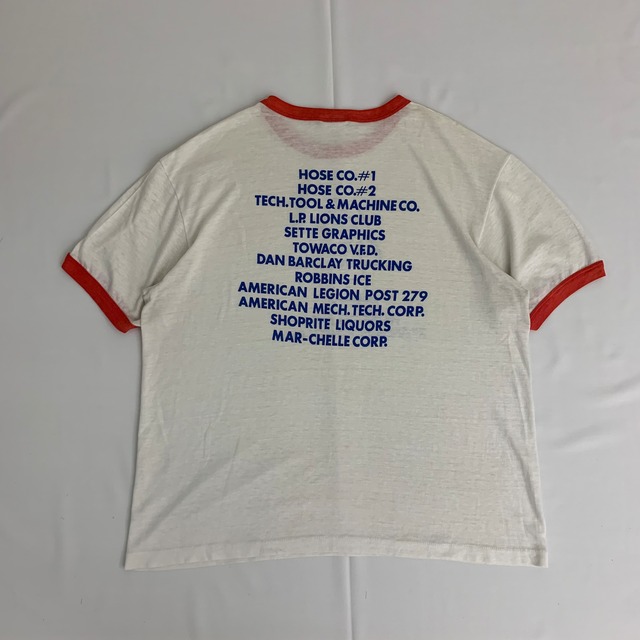 HOSE CO.#1
HOSE CO.#2
TECH.TOOL & MACHINE CO.
L.P. LIONS CLUB
SETTE GRAPHICS
TOWACO V.F.D.
DAN BARCLAY TRUCKING
ROBBINS ICE
AMERICAN LEGION POST 279
AMERICAN MECH. TECH. CORP.
SHOPRITE LIQUORS
MAR-CHELLE CORP.